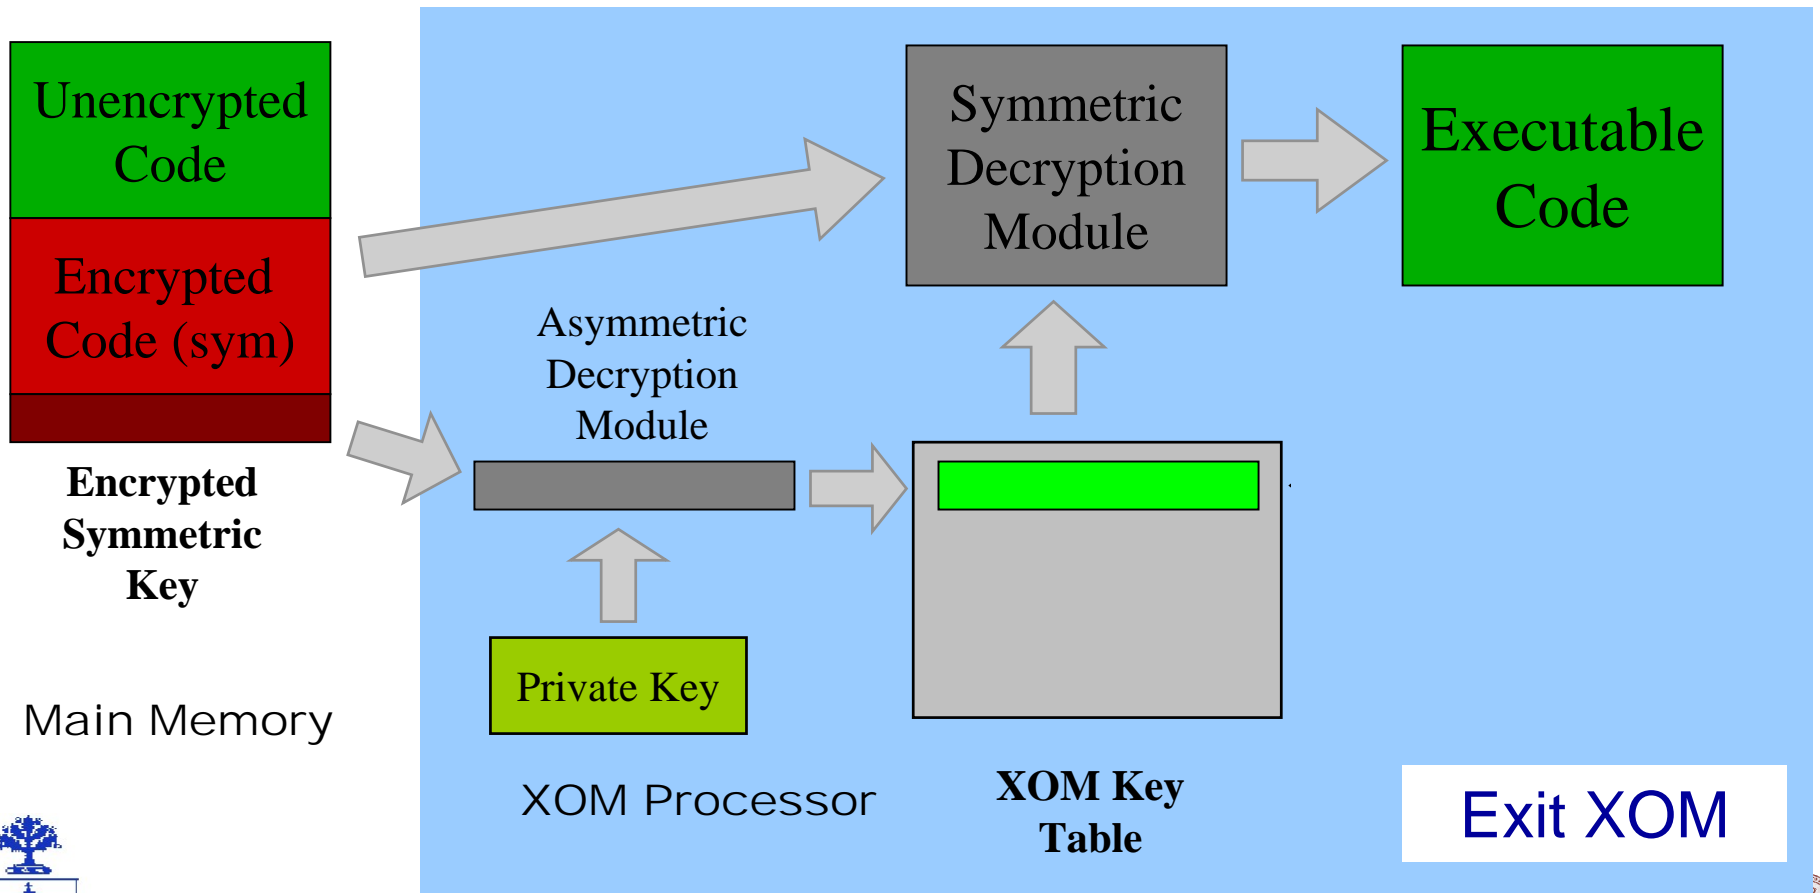 Unencrypted
Code
Encrypted
Code (sym)
Encrypted
Symmetric
Key
Main Memory
Asymmetric
Decryption
Module
Private Key
XOM Processor
Symmetric
Decryption
Module
XOM Key
Table
Executable
Code
Exit XOM